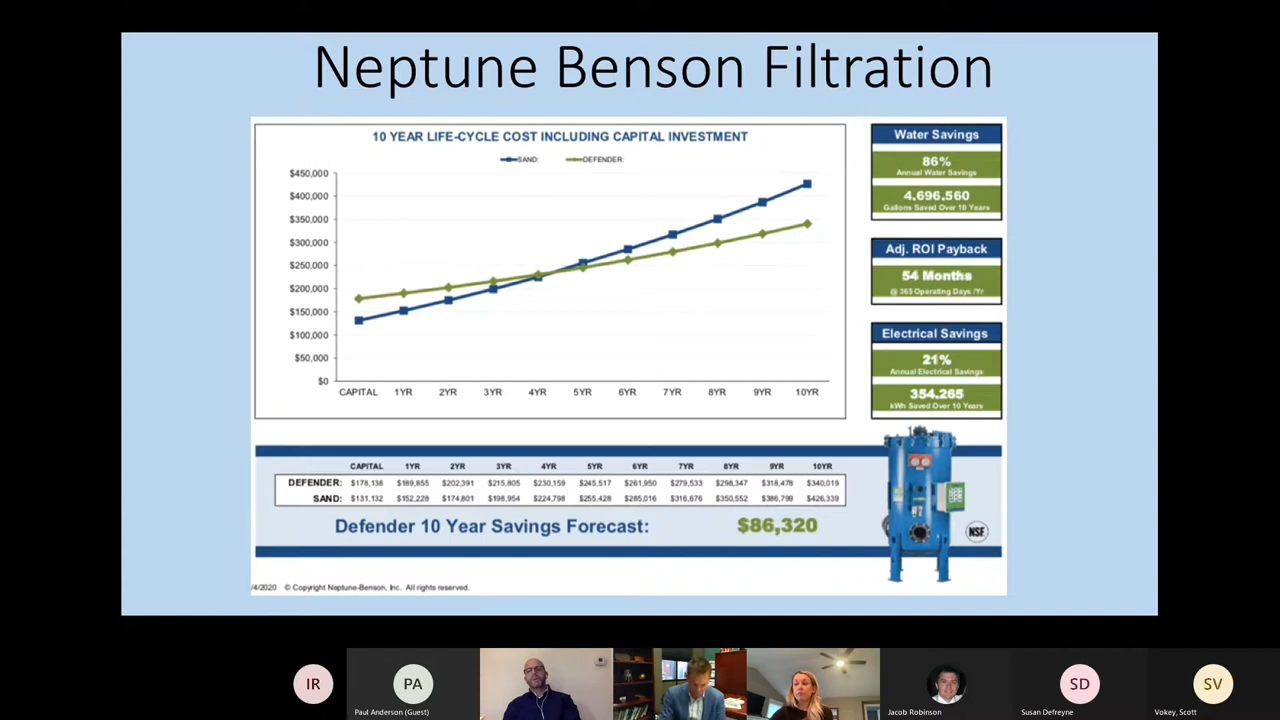 Neptune Benson Filtration
10 YEAR LIFE-CYCLE COST INCLUDING CAPITAL INVESTMENT
SAND: DEFENDER:
$450,000
$400,000
$350,000
$300,000
$250,000
$200,000
$150,000
$100,000
$50,000
$0
CAPITAL 1YR 2YR 3YR 4YR 5YR 6YR 7YR 8YR 9YR 10YR
Water Savings
86%
Annual Water Savings
4,696,560
Gallons Saved Over 10 Years
Adj. ROI Payback
54 Months
@ 365 Operating Days /Yr
Electrical Savings
21%
Annual Electrical Savings
354,265
kWh Saved Over 10 Years
CAPITAL 1YR 2YR 3YR 4YR 5YR 6YR 7YR 8YR 9YR 10YR
DEFENDER: $178,138 $189,855 $202,391 $215,805 $230,159 $245,517 $261,950 $279,533 $298,347 $318,478 $340,019
SAND: $131,132 $152,228 $174,801 $198,954 $224,798 $255,428 $285,016 $316,676 $350,552 $386,799 $426,339
Defender 10 Year Savings Forecast: $86,320
NSF
/4/2020 © Copyright Neptune-Benson, Inc. All rights reserved.
IR PA SD SV
Paul Anderson (Guest) Jacob Robinson Susan Defreyne Vokey, Scott